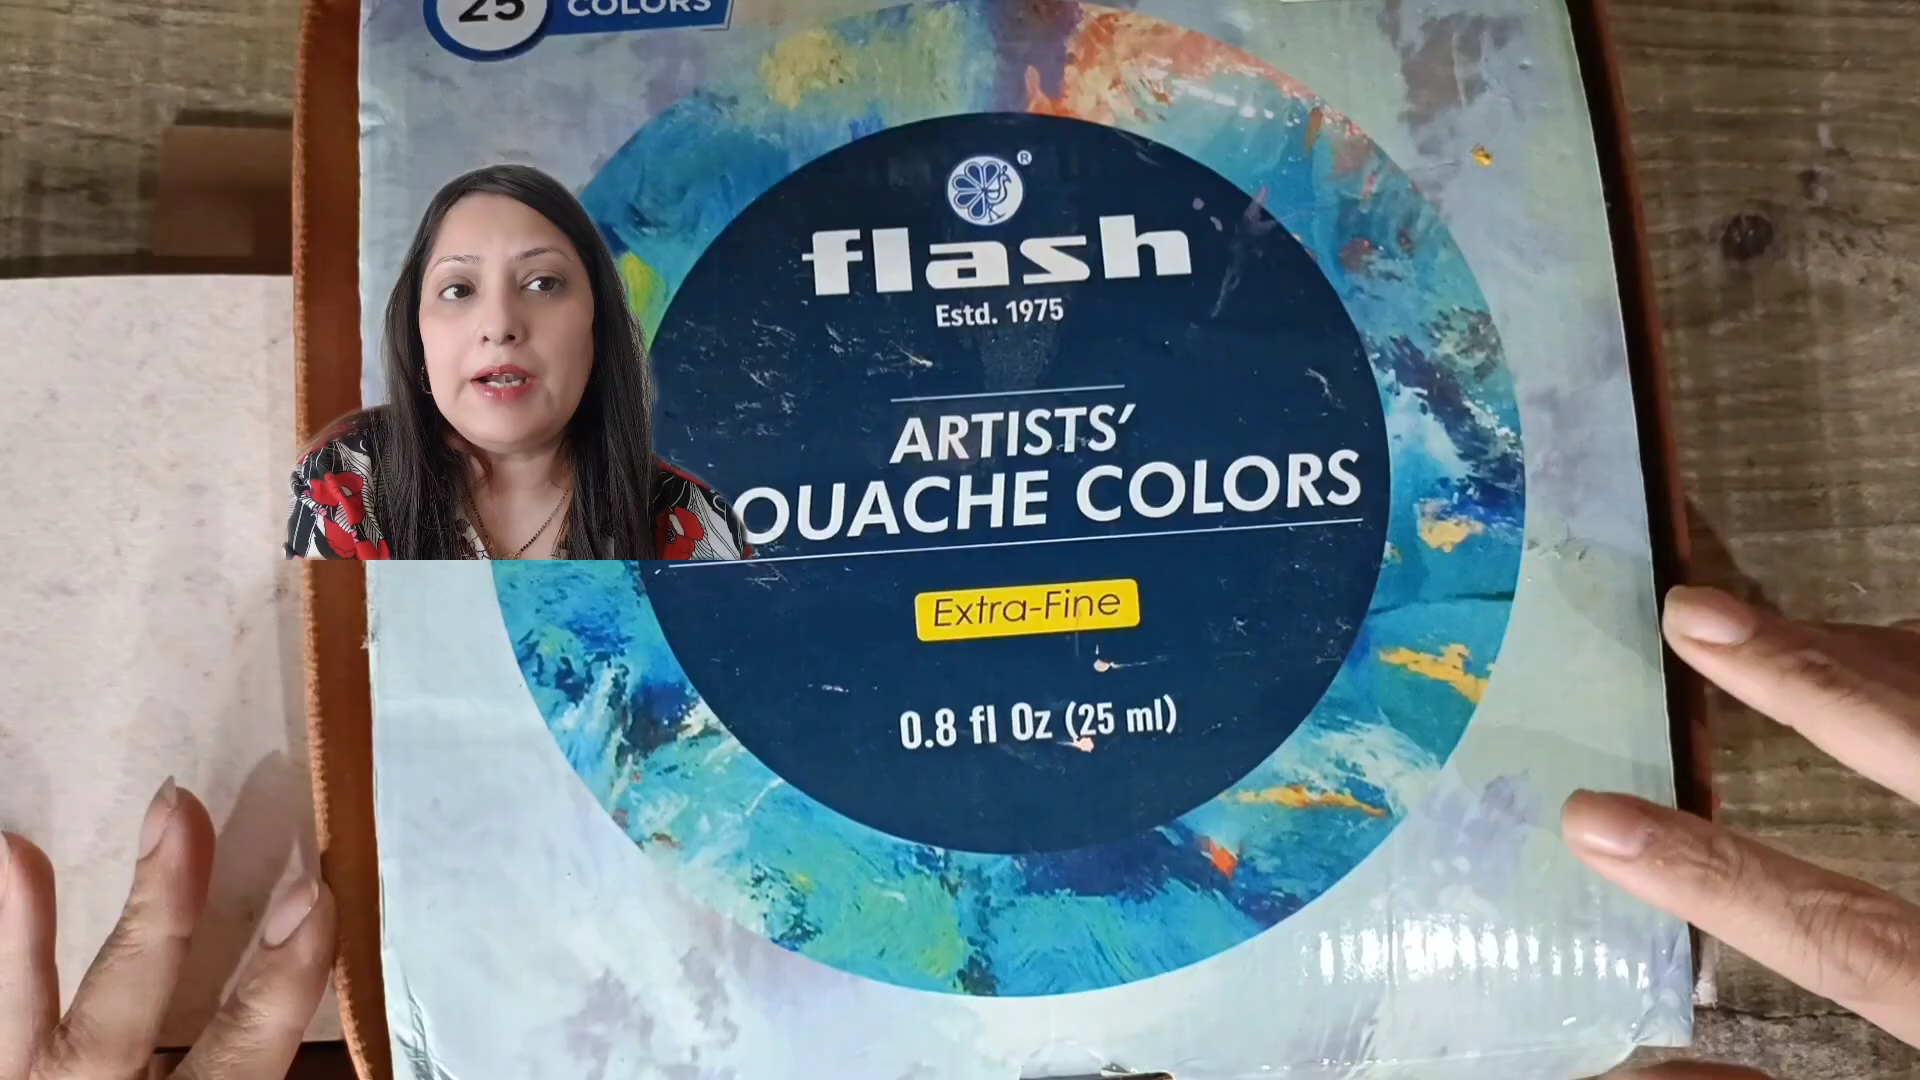 25 COLORS
®
flash
Estd. 1975
ARTISTS’
OUACHE COLORS
Extra-Fine
0.8 fl Oz (25 ml)